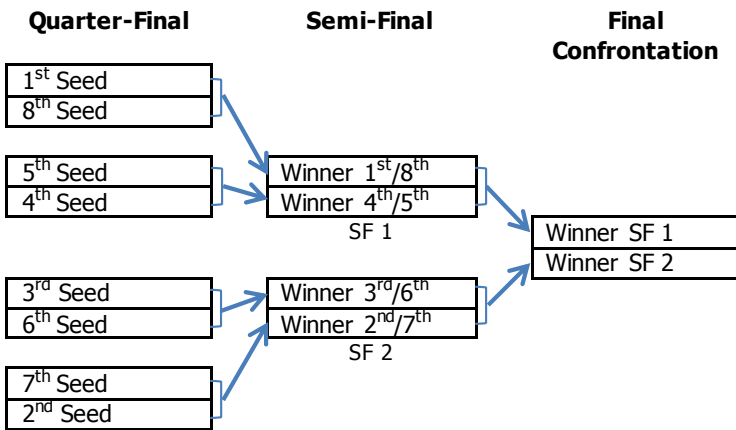 Quarter-Final
1st Seed
8th Seed
5th Seed
4th Seed
3rd Seed
6th Seed
7th Seed
2nd Seed
Semi-Final
Winner 1st/8th
Winner 4th/5th
SF 1
Winner 3rd/6th
Winner 2nd/7th
SF 2
Final
Confrontation
Winner SF 1
Winner SF 2